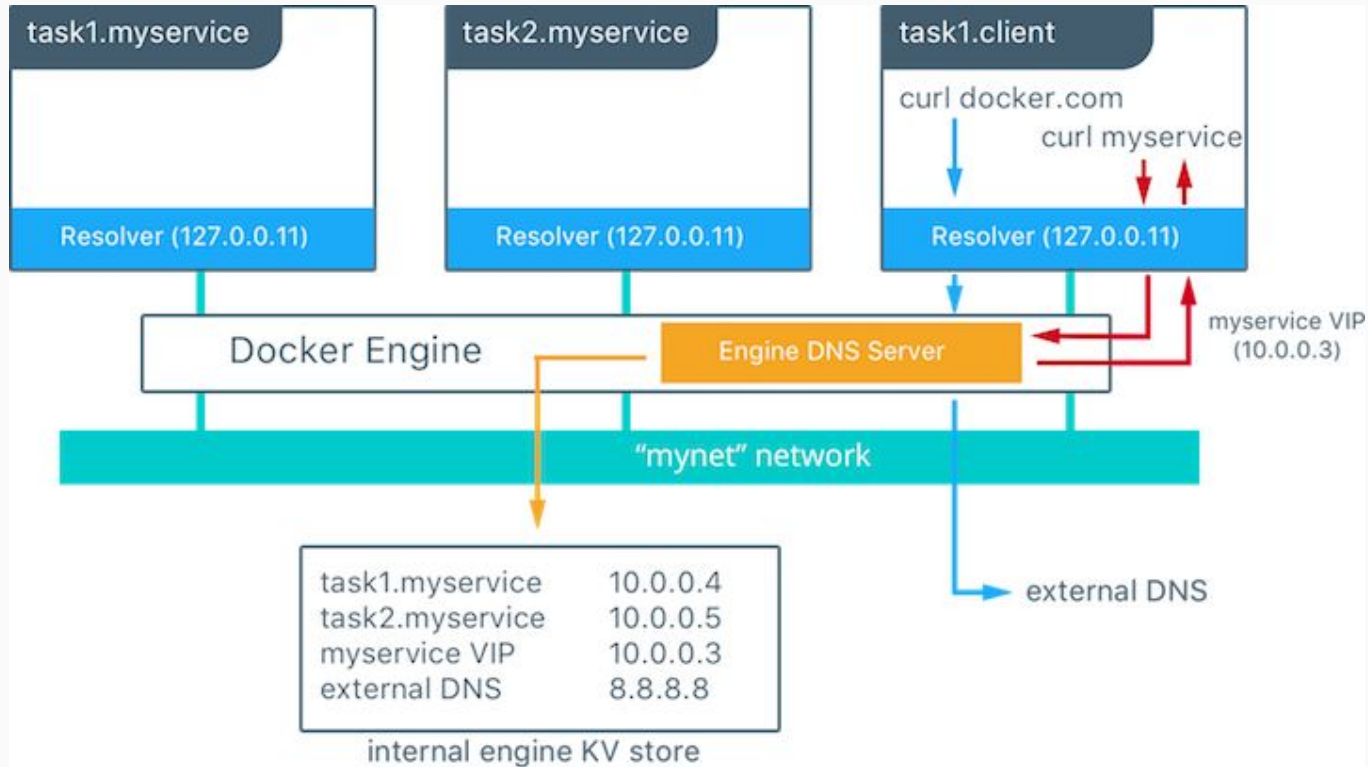 task1.myservice
task2.myservice
task1.client
curl docker.com
curl myservice
Resolver (127.0.0.11)
Resolver (127.0.0.11)
Resolver (127.0.0.11)
myservice VIP
(10.0.0.3)
Docker Engine
Engine DNS Server
“mynet” network
task1.myservice 10.0.0.4
task2.myservice 10.0.0.5
myservice VIP 10.0.0.3
external DNS 8.8.8.8
external DNS
internal engine KV store